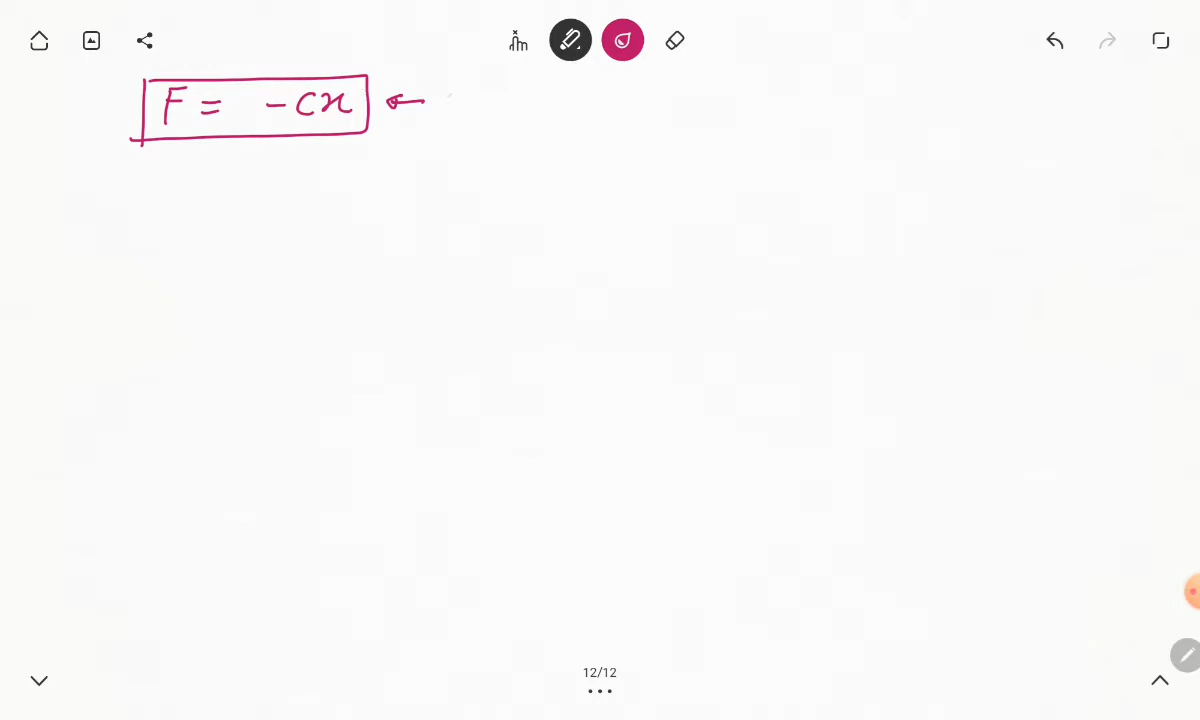 F = -cx ←
12/12